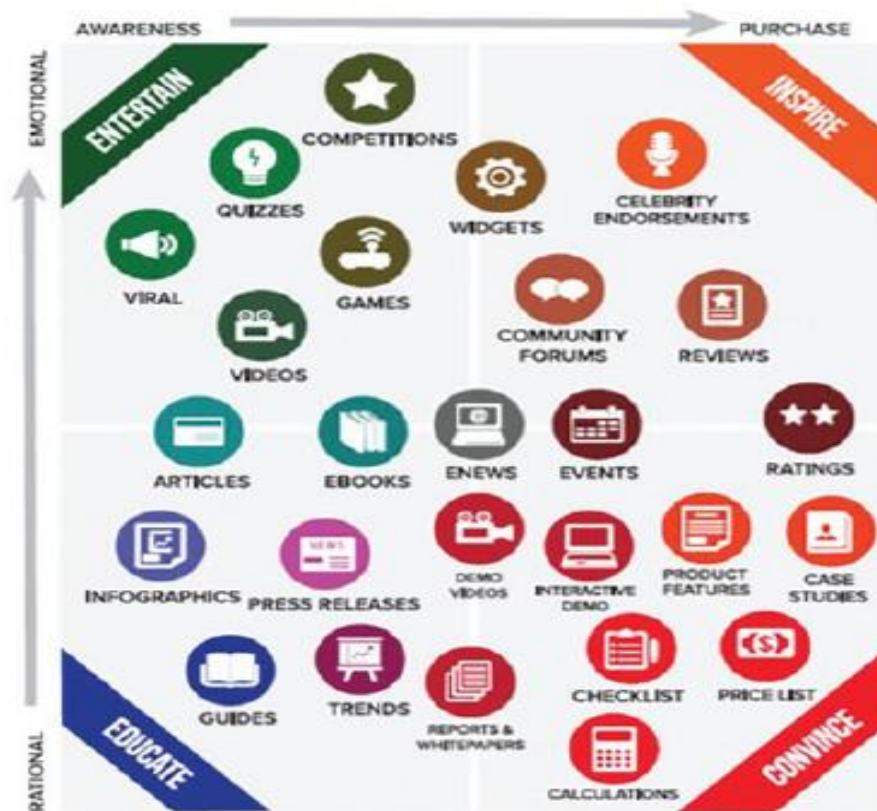 AWARENESS
PURCHASE
EMOTIONAL
ENTERTAIN
INSPIRE
COMPETITIONS
QUIZZES
WIDGETS
CELEBRITY
ENDORSEMENTS
VIRAL
GAMES
COMMUNITY
FORUMS
REVIEWS
VIDEOS
ARTICLES
EBOOKS
ENEWS
EVENTS
RATINGS
NEWS
INFOGRAPHICS
PRESS RELEASES
DEMO
VIDEOS
INTERACTIVE
DEMO
PRODUCT
FEATURES
CASE
STUDIES
GUIDES
TRENDS
REPORTS &
WHITEPAPERS
CHECKLIST
PRICE LIST
CALCULATIONS
EDUCATE
CONVINCE
RATIONAL